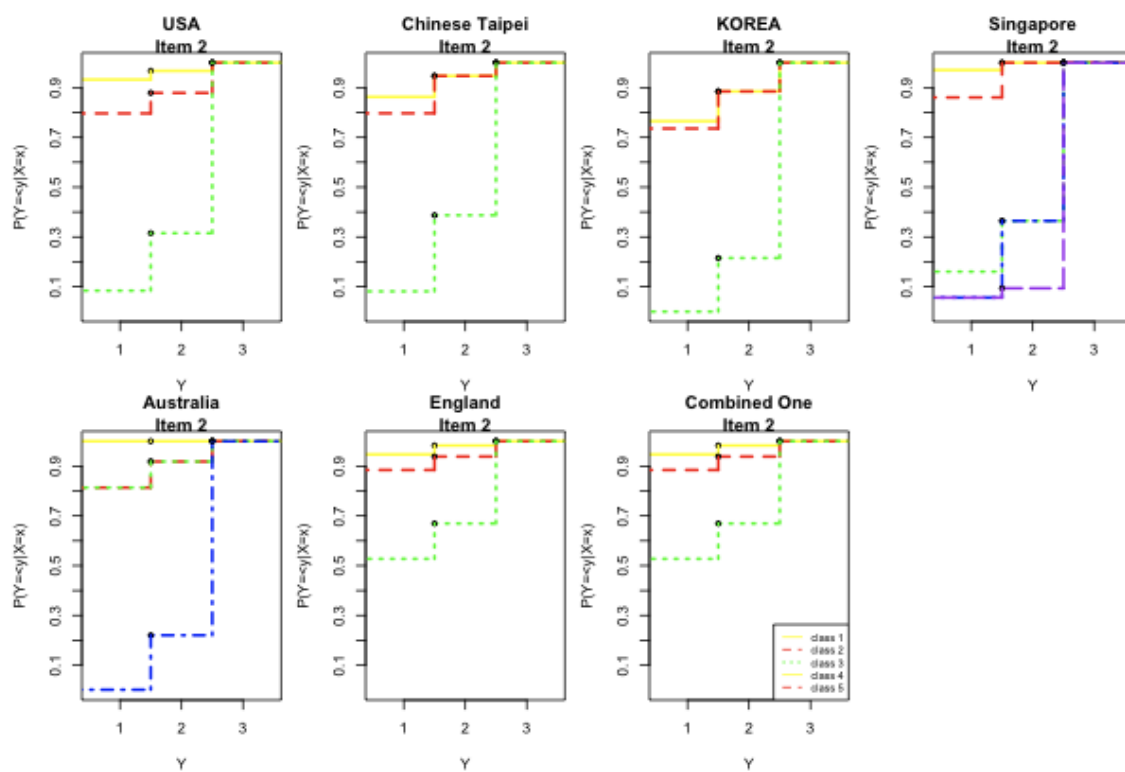 USA
Item 2
Chinese Taipei
Item 2
KOREA
Item 2
Singapore
Item 2
P(Y=<y|X=x)
0.1 0.3 0.5 0.7 0.9
1 2 3
Y
P(Y=<y|X=x)
0.1 0.3 0.5 0.7 0.9
1 2 3
Y
P(Y=<y|X=x)
0.1 0.3 0.5 0.7 0.9
1 2 3
Y
P(Y=<y|X=x)
0.1 0.3 0.5 0.7 0.9
1 2 3
Y
Australia
Item 2
England
Item 2
Combined One
Item 2
P(Y=<y|X=x)
0.1 0.3 0.5 0.7 0.9
1 2 3
Y
P(Y=<y|X=x)
0.1 0.3 0.5 0.7 0.9
1 2 3
Y
P(Y=<y|X=x)
0.1 0.3 0.5 0.7 0.9
class 1
class 2
class 3
class 4
class 5
1 2 3
Y